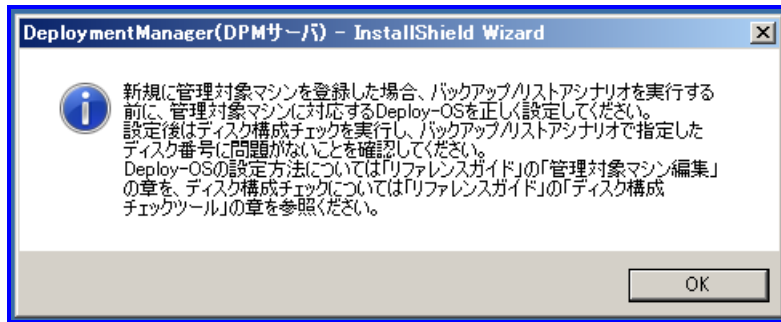 DeploymentManager(DPMサーバ) - InstallShield Wizard
新規に管理対象マシンを登録した場合、バックアップ/リストアシナリオを実行する
前に、管理対象マシンに対応するDeploy-OSを正しく設定してください。
設定後はディスク構成チェックを実行し、バックアップ/リストアシナリオで指定した
ディスク番号に問題がないことを確認してください。
Deploy-OSの設定方法については「リファレンスガイド」の「管理対象マシン編集」
の章を、ディスク構成チェックについては「リファレンスガイド」の「ディスク構成
チェックツール」の章を参照ください。
OK